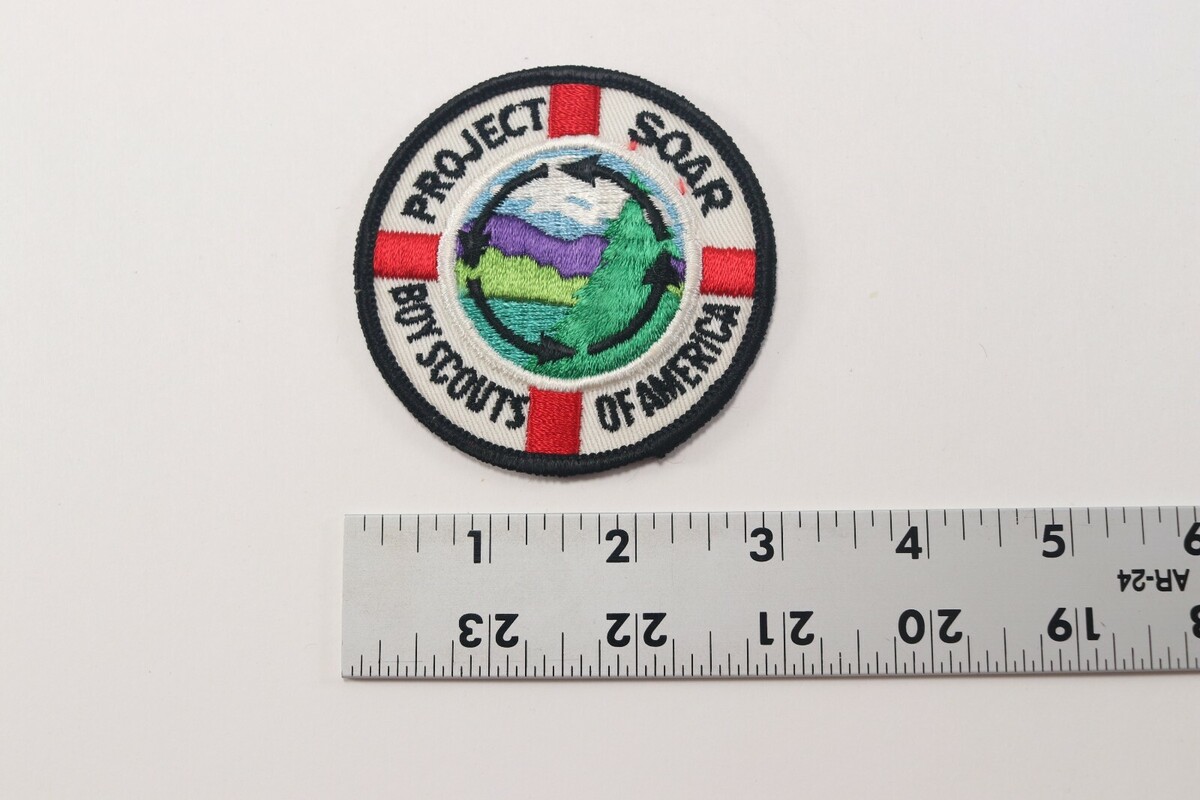 PROJECT SOAR
BOY SCOUTS OF AMERICA
1 2 3 4 5 6
AR-24
23 22 21 20 19